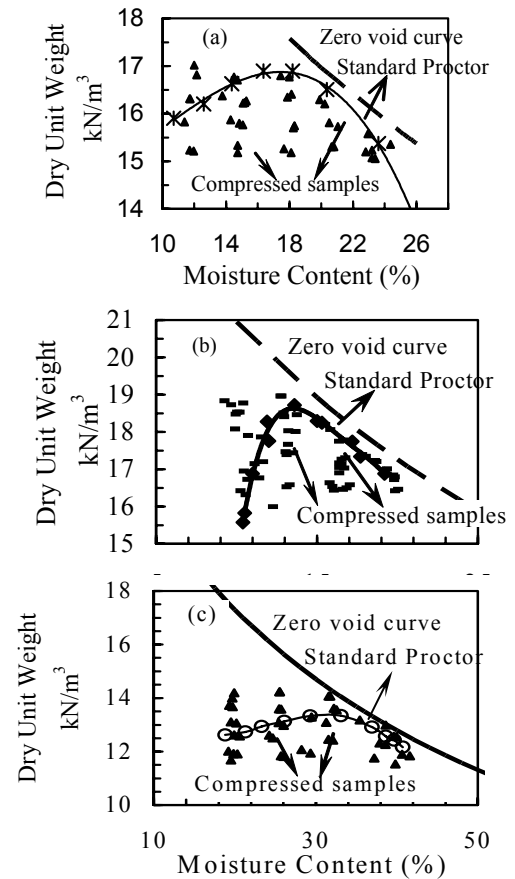 (a)
Zero void curve
Standard Proctor
Compressed samples
Dry Unit Weight
kN/m³
18
17
16
15
14
10 14 18 22 26
Moisture Content (%)
(b)
Zero void curve
Standard Proctor
Compressed samples
Dry Unit Weight
kN/m³
21
20
19
18
17
16
15
(c)
Zero void curve
Standard Proctor
Compressed samples
Dry Unit Weight
kN/m³
18
16
14
12
10
10 30 50
Moisture Content (%)